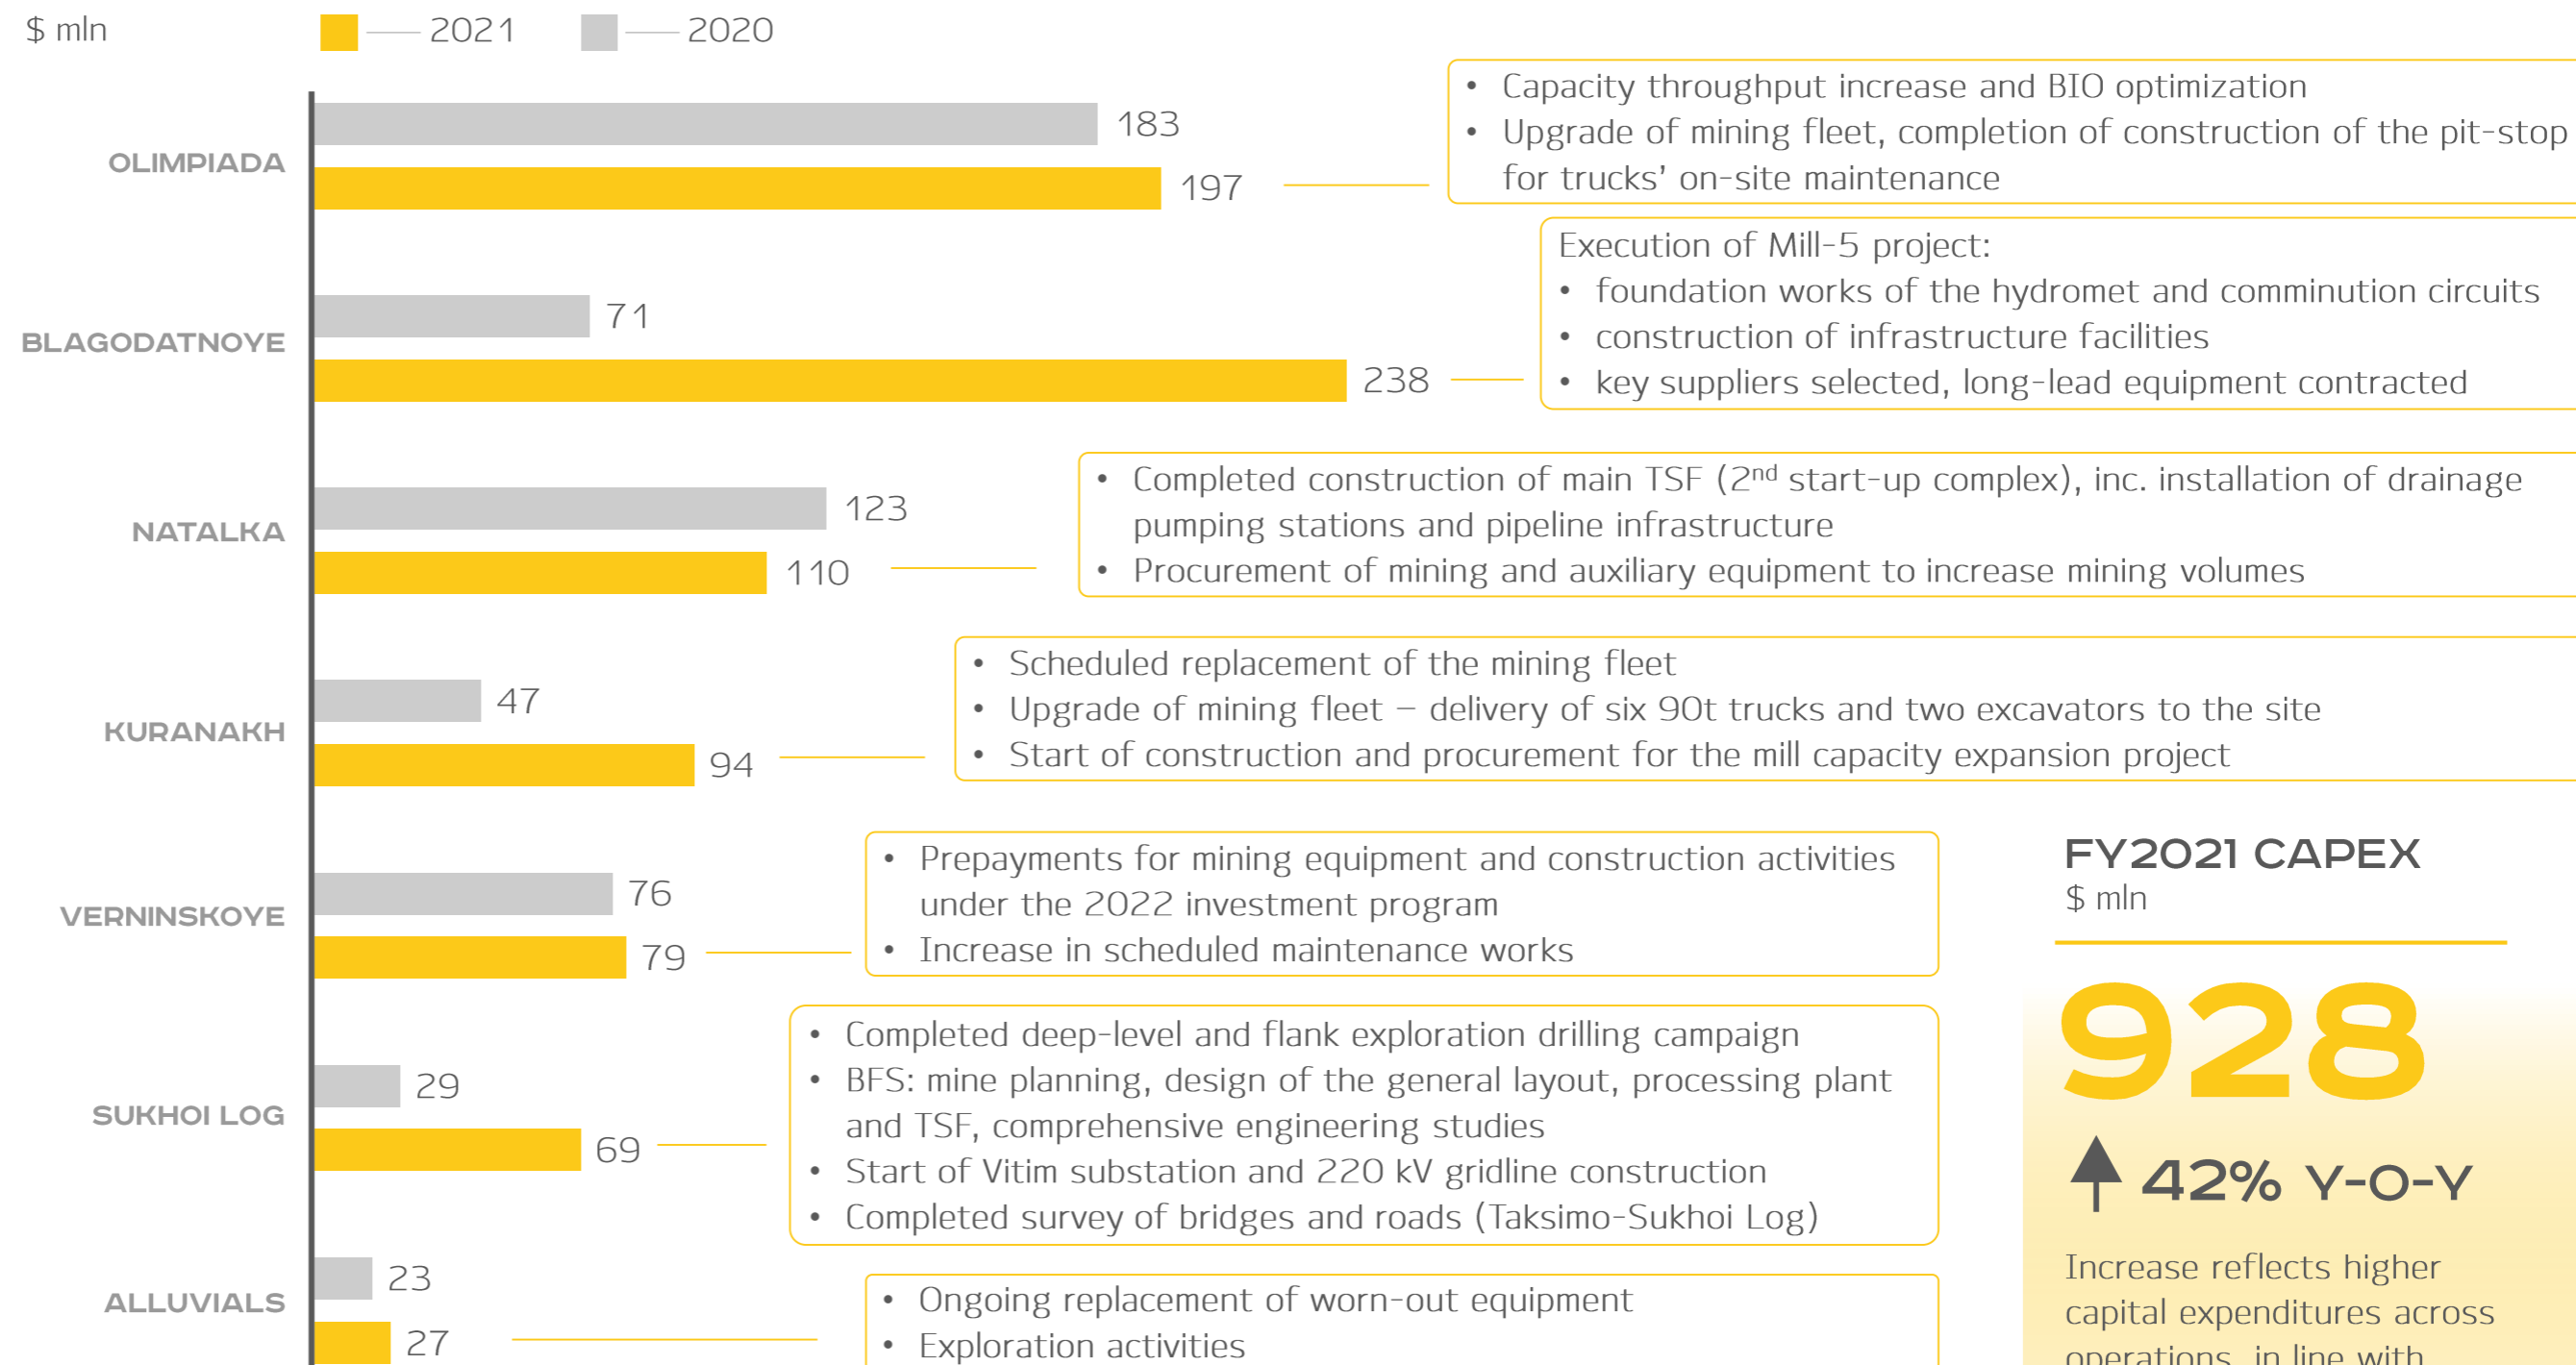 $ mln
2021
2020
OLIMPIADA
183
197
• Capacity throughput increase and BIO optimization
• Upgrade of mining fleet, completion of construction of the pit-stop
for trucks' on-site maintenance
BLAGODATNOYE
71
238
Execution of Mill-5 project:
• foundation works of the hydromet and comminution circuits
• construction of infrastructure facilities
• key suppliers selected, long-lead equipment contracted
NATALKA
123
110
• Completed construction of main TSF (2nd start-up complex), inc. installation of drainage
pumping stations and pipeline infrastructure
• Procurement of mining and auxiliary equipment to increase mining volumes
KURANAKH
47
94
• Scheduled replacement of the mining fleet
• Upgrade of mining fleet – delivery of six 90t trucks and two excavators to the site
• Start of construction and procurement for the mill capacity expansion project
VERNINSKOYE
76
79
• Prepayments for mining equipment and construction activities
under the 2022 investment program
• Increase in scheduled maintenance works
SUKHOI LOG
29
69
• Completed deep-level and flank exploration drilling campaign
• BFS: mine planning, design of the general layout, processing plant
and TSF, comprehensive engineering studies
• Start of Vitim substation and 220 kV gridline construction
• Completed survey of bridges and roads (Taksimo-Sukhoi Log)
ALLUVIALS
23
27
• Ongoing replacement of worn-out equipment
• Exploration activities
FY2021 CAPEX
$ mln
928
42% Y-O-Y
Increase reflects higher
capital expenditures across
operations, in line with